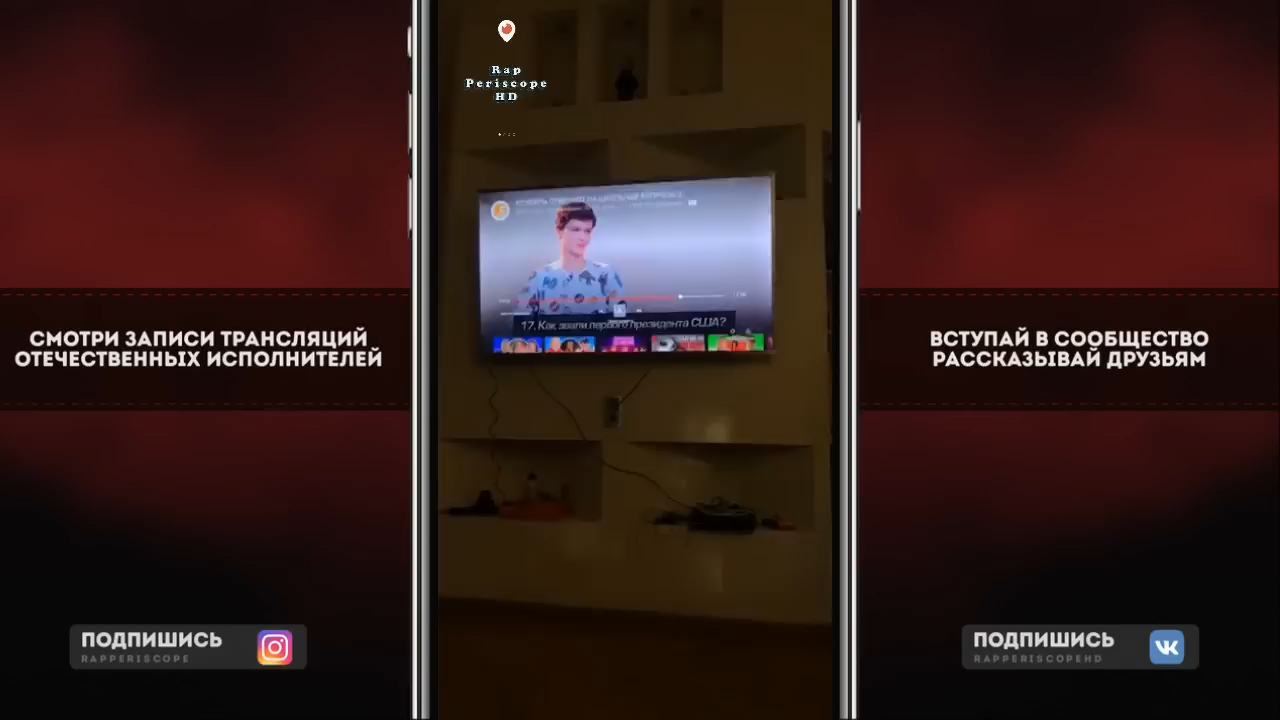 Rap
Periscope
HD
17. Как звали первого президента США?
СМОТРИ ЗАПИСИ ТРАНСЛЯЦИЙ
ОТЕЧЕСТВЕННЫХ ИСПОЛНИТЕЛЕЙ
ВСТУПАЙ В СООБЩЕСТВО
РАССКАЗЫВАЙ ДРУЗЬЯМ
ПОДПИШИСЬ
RAPPERISCOPE
ПОДПИШИСЬ
RAPPERISCOPEHD